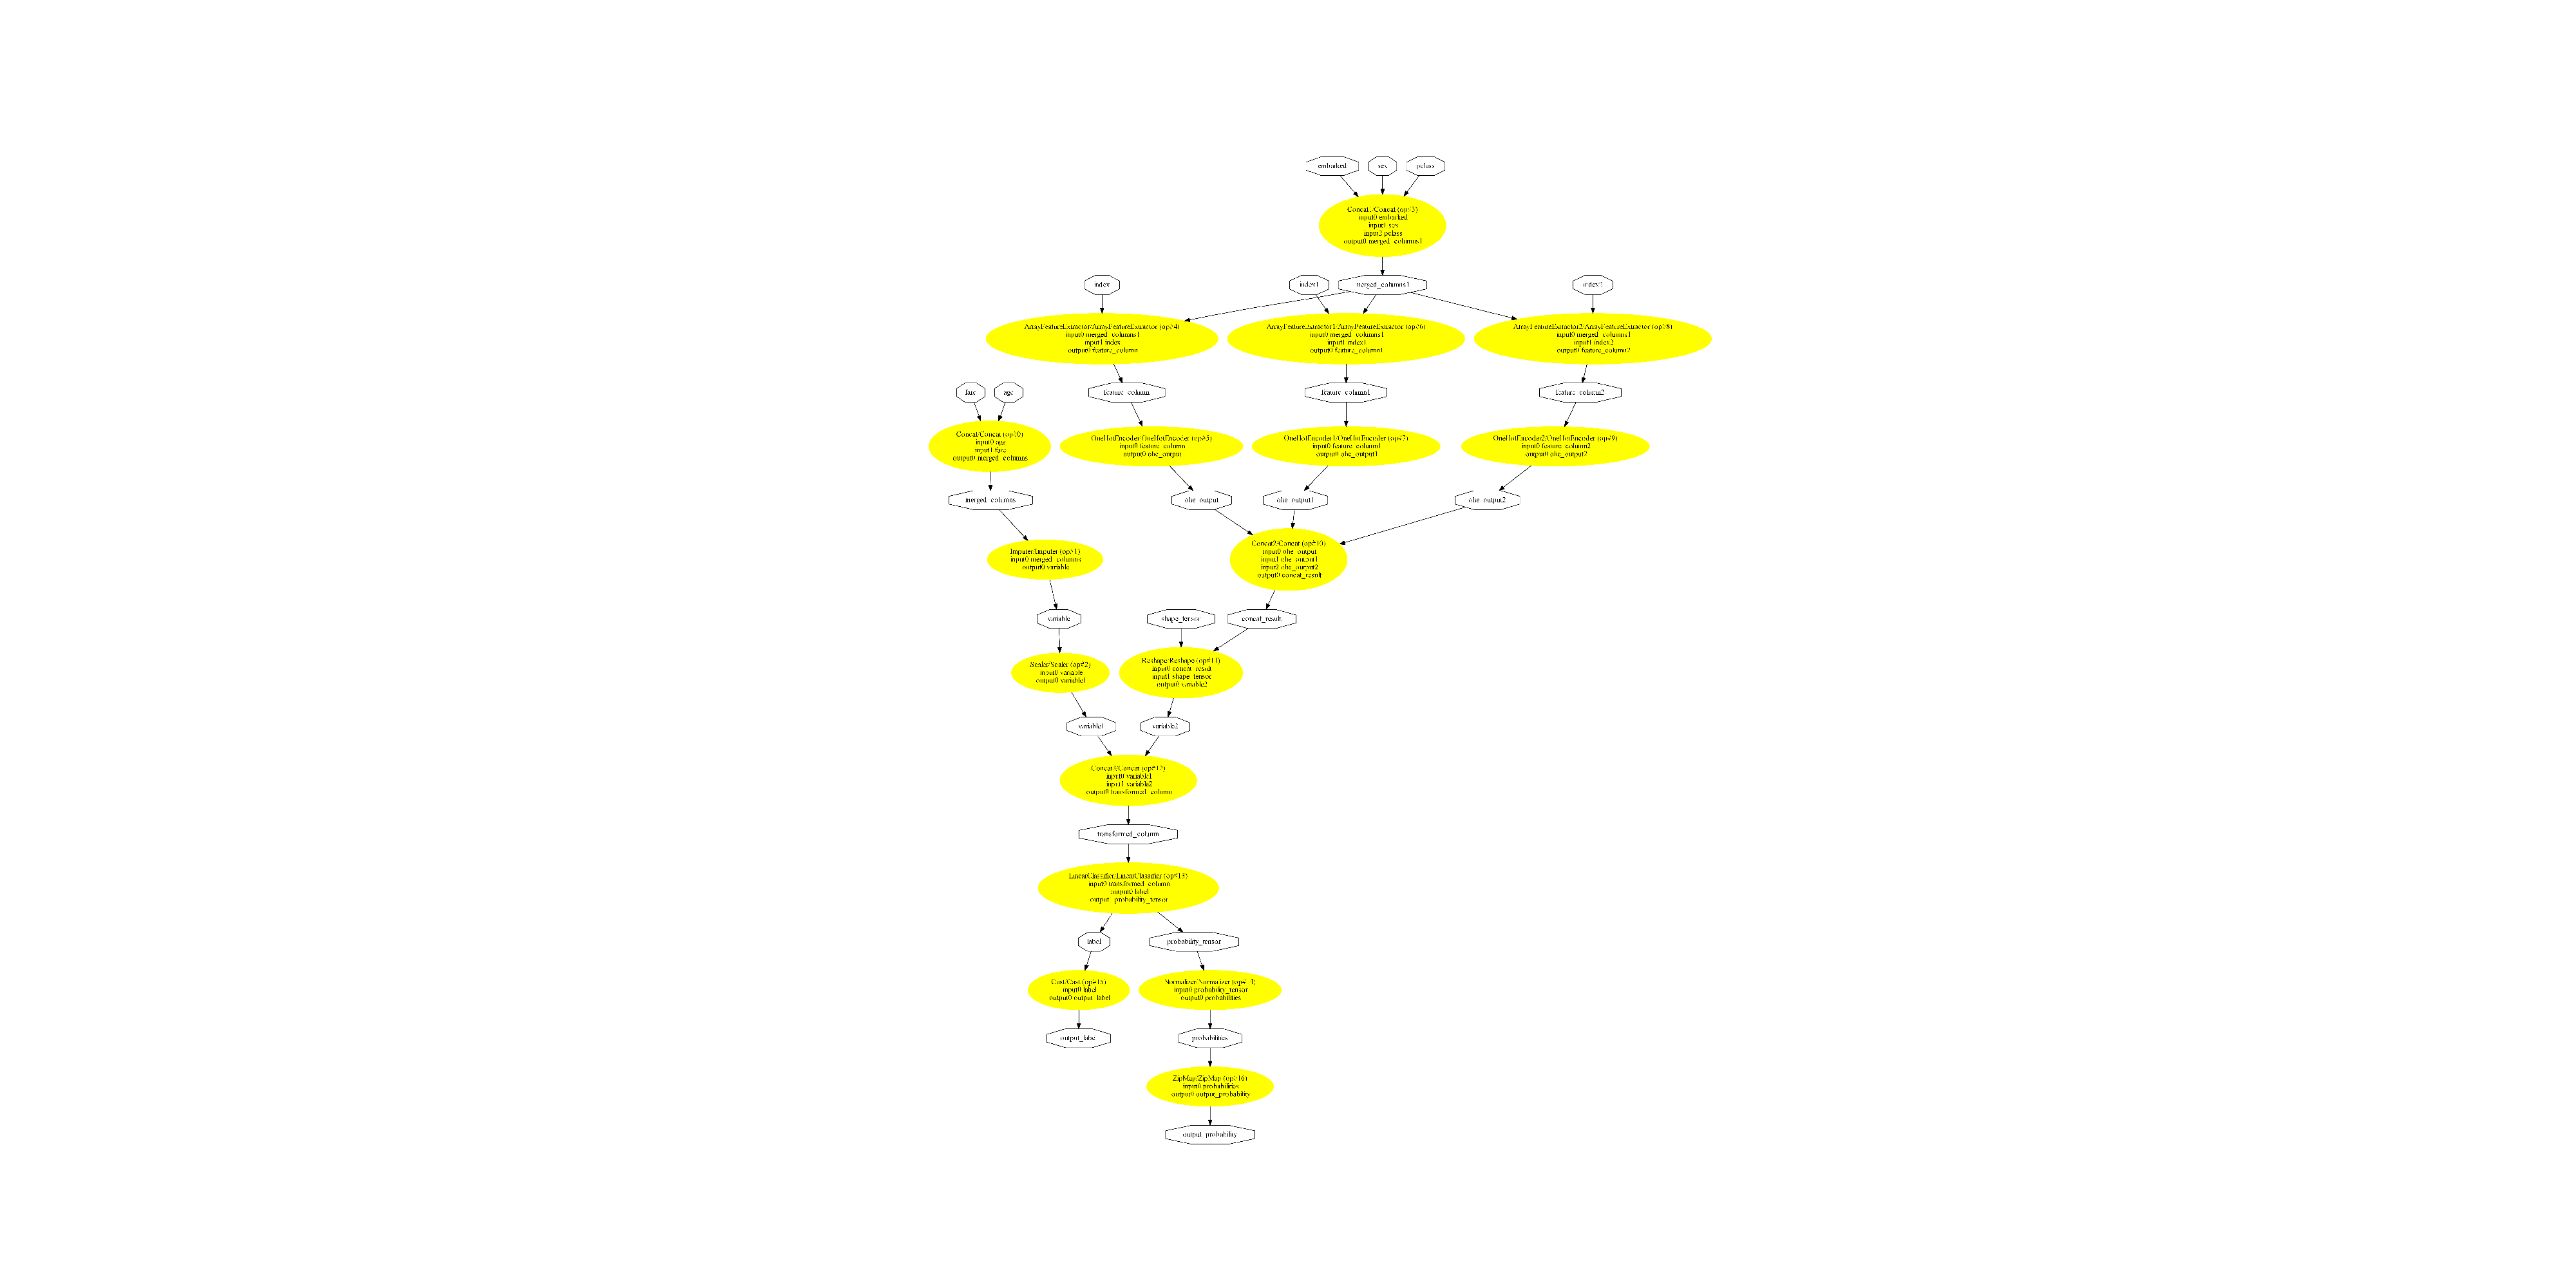 embarked
sex
pclass
Concat1/Concat (op#3)
input0 embarked
input1 sex
input2 pclass
output0 merged_columns1
index
index1
merged_columns1
index2
ArrayFeatureExtractor/ArrayFeatureExtractor (op#4)
input0 merged_columns1
input1 index
output0 feature_column
ArrayFeatureExtractor1/ArrayFeatureExtractor (op#6)
input0 merged_columns1
input1 index1
output0 feature_column1
ArrayFeatureExtractor2/ArrayFeatureExtractor (op#8)
input0 merged_columns1
input1 index2
output0 feature_column2
fare
age
feature_column
feature_column1
feature_column2
Concat/Concat (op#0)
input0 age
input1 fare
output0 merged_columns
OneHotEncoder/OneHotEncoder (op#5)
input0 feature_column
output0 ohe_output
OneHotEncoder1/OneHotEncoder (op#7)
input0 feature_column1
output0 ohe_output1
OneHotEncoder2/OneHotEncoder (op#9)
input0 feature_column2
output0 ohe_output2
merged_columns
ohe_output
ohe_output1
ohe_output2
Imputer/Imputer (op#1)
input0 merged_columns
output0 variable
Concat2/Concat (op#10)
input0 ohe_output
input1 ohe_output1
input2 ohe_output2
output0 concat_result
variable
shape_tensor
concat_result
Scaler/Scaler (op#2)
input0 variable
output0 variable1
Reshape/Reshape (op#11)
input0 concat_result
input1 shape_tensor
output0 variable2
variable1
variable2
Concat3/Concat (op#12)
input0 variable1
input1 variable2
output0 transformed_column
transformed_column
LinearClassifier/LinearClassifier (op#13)
input0 transformed_column
output0 label
output1 probability_tensor
label
probability_tensor
Cast/Cast (op#15)
input0 label
output0 output_label
Normalizer/Normalizer (op#14)
input0 probability_tensor
output0 probabilities
output_label
probabilities
ZipMap/ZipMap (op#16)
input0 probabilities
output0 output_probability
output_probability